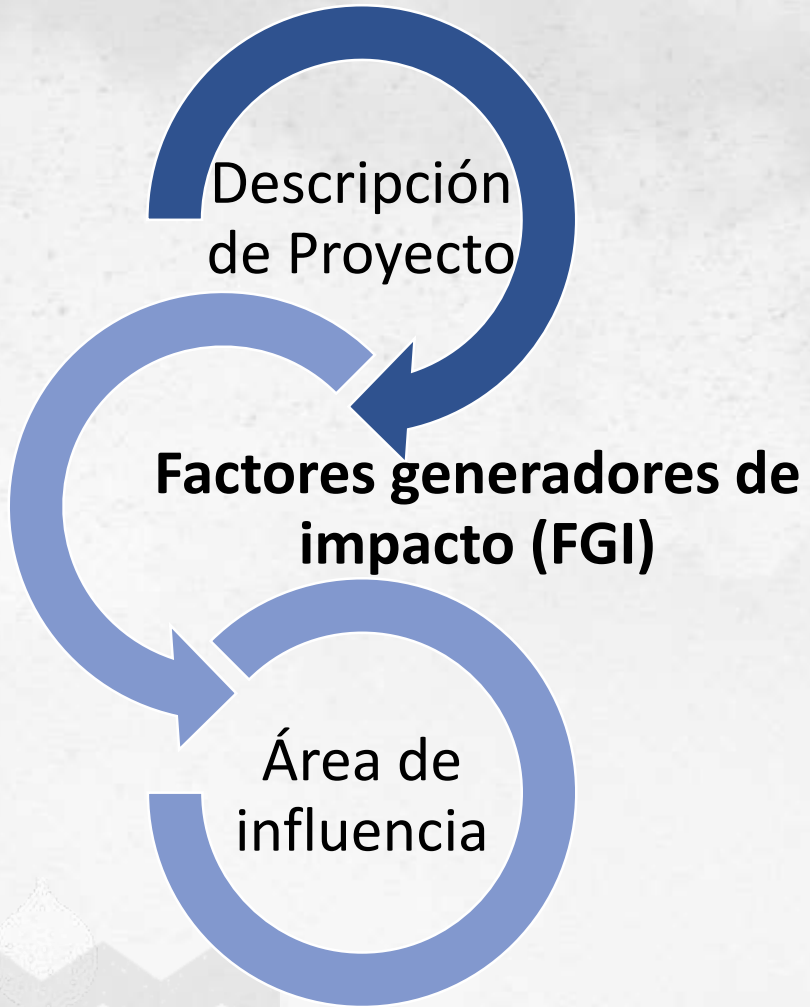 Descripción
de Proyecto
Factores generadores de
impacto (FGI)
Área de
influencia